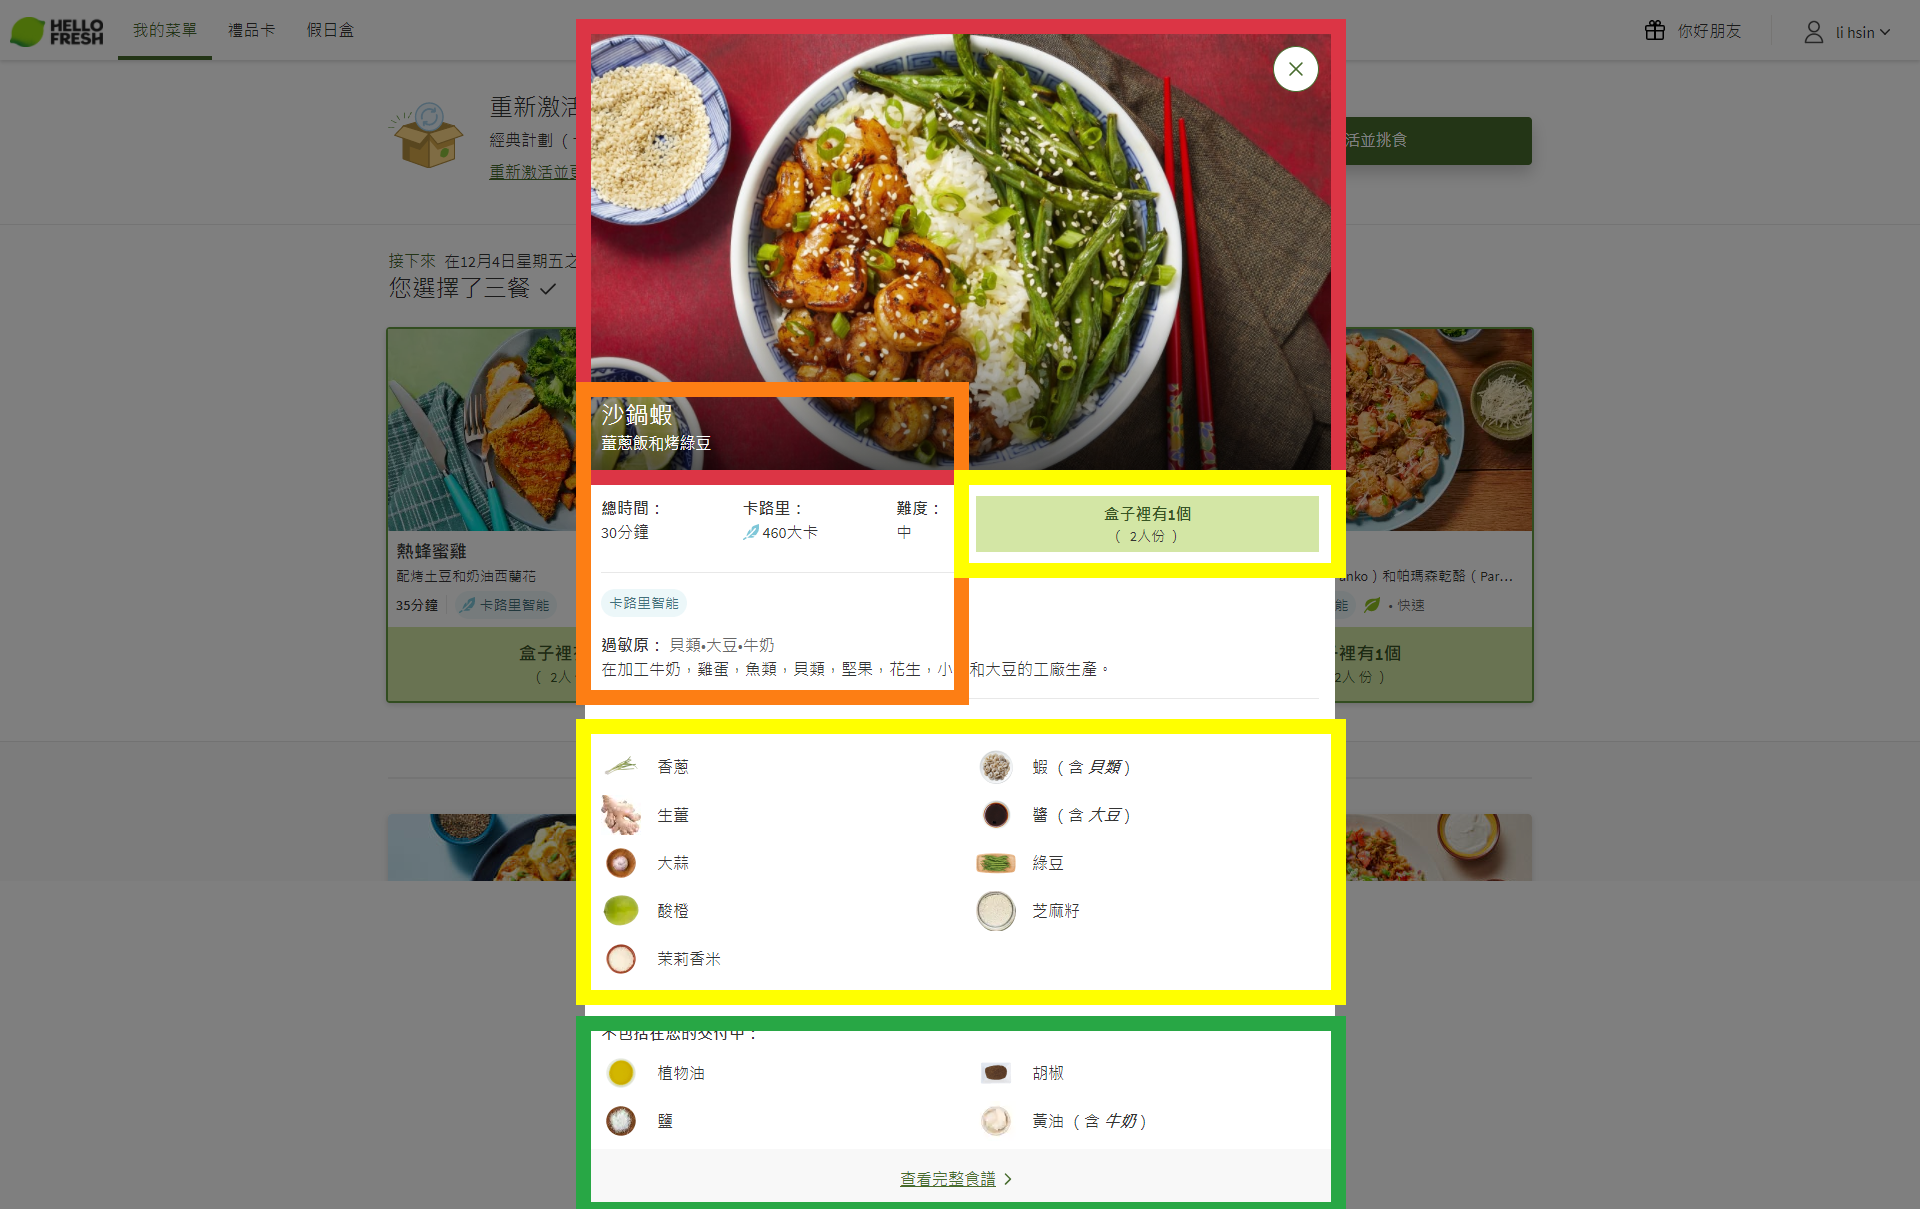 HELLO FRESH
我的菜單
禮品卡
假日盒
你好朋友
li hsin
重新激活
經典計劃（
重新激活並
活並挑食
接下來 在12月4日星期五之
您選擇了三餐
沙鍋蝦
薑蔥飯和烤綠豆
總時間：
30分鐘
卡路里：
460大卡
難度：
中
盒子裡有1個
（ 2人份 ）
卡路里智能
過敏原： 貝類•大豆•牛奶
在加工牛奶，雞蛋，魚類，貝類，堅果，花生，小 和大豆的工廠生產。
熱蜂蜜雞
配烤土豆和奶油西蘭花
35分鐘
卡路里智能
盒子裡
（ 2人
anko）和帕瑪森乾酪（Par...
能
• 快速
裡有1個
2人份 ）
香蔥
蝦（含 貝類）
生薑
醬（含 大豆）
大蒜
綠豆
酸橙
芝麻籽
茉莉香米
不包括在您的交付中：
植物油
胡椒
鹽
黃油（含 牛奶）
查看完整食譜